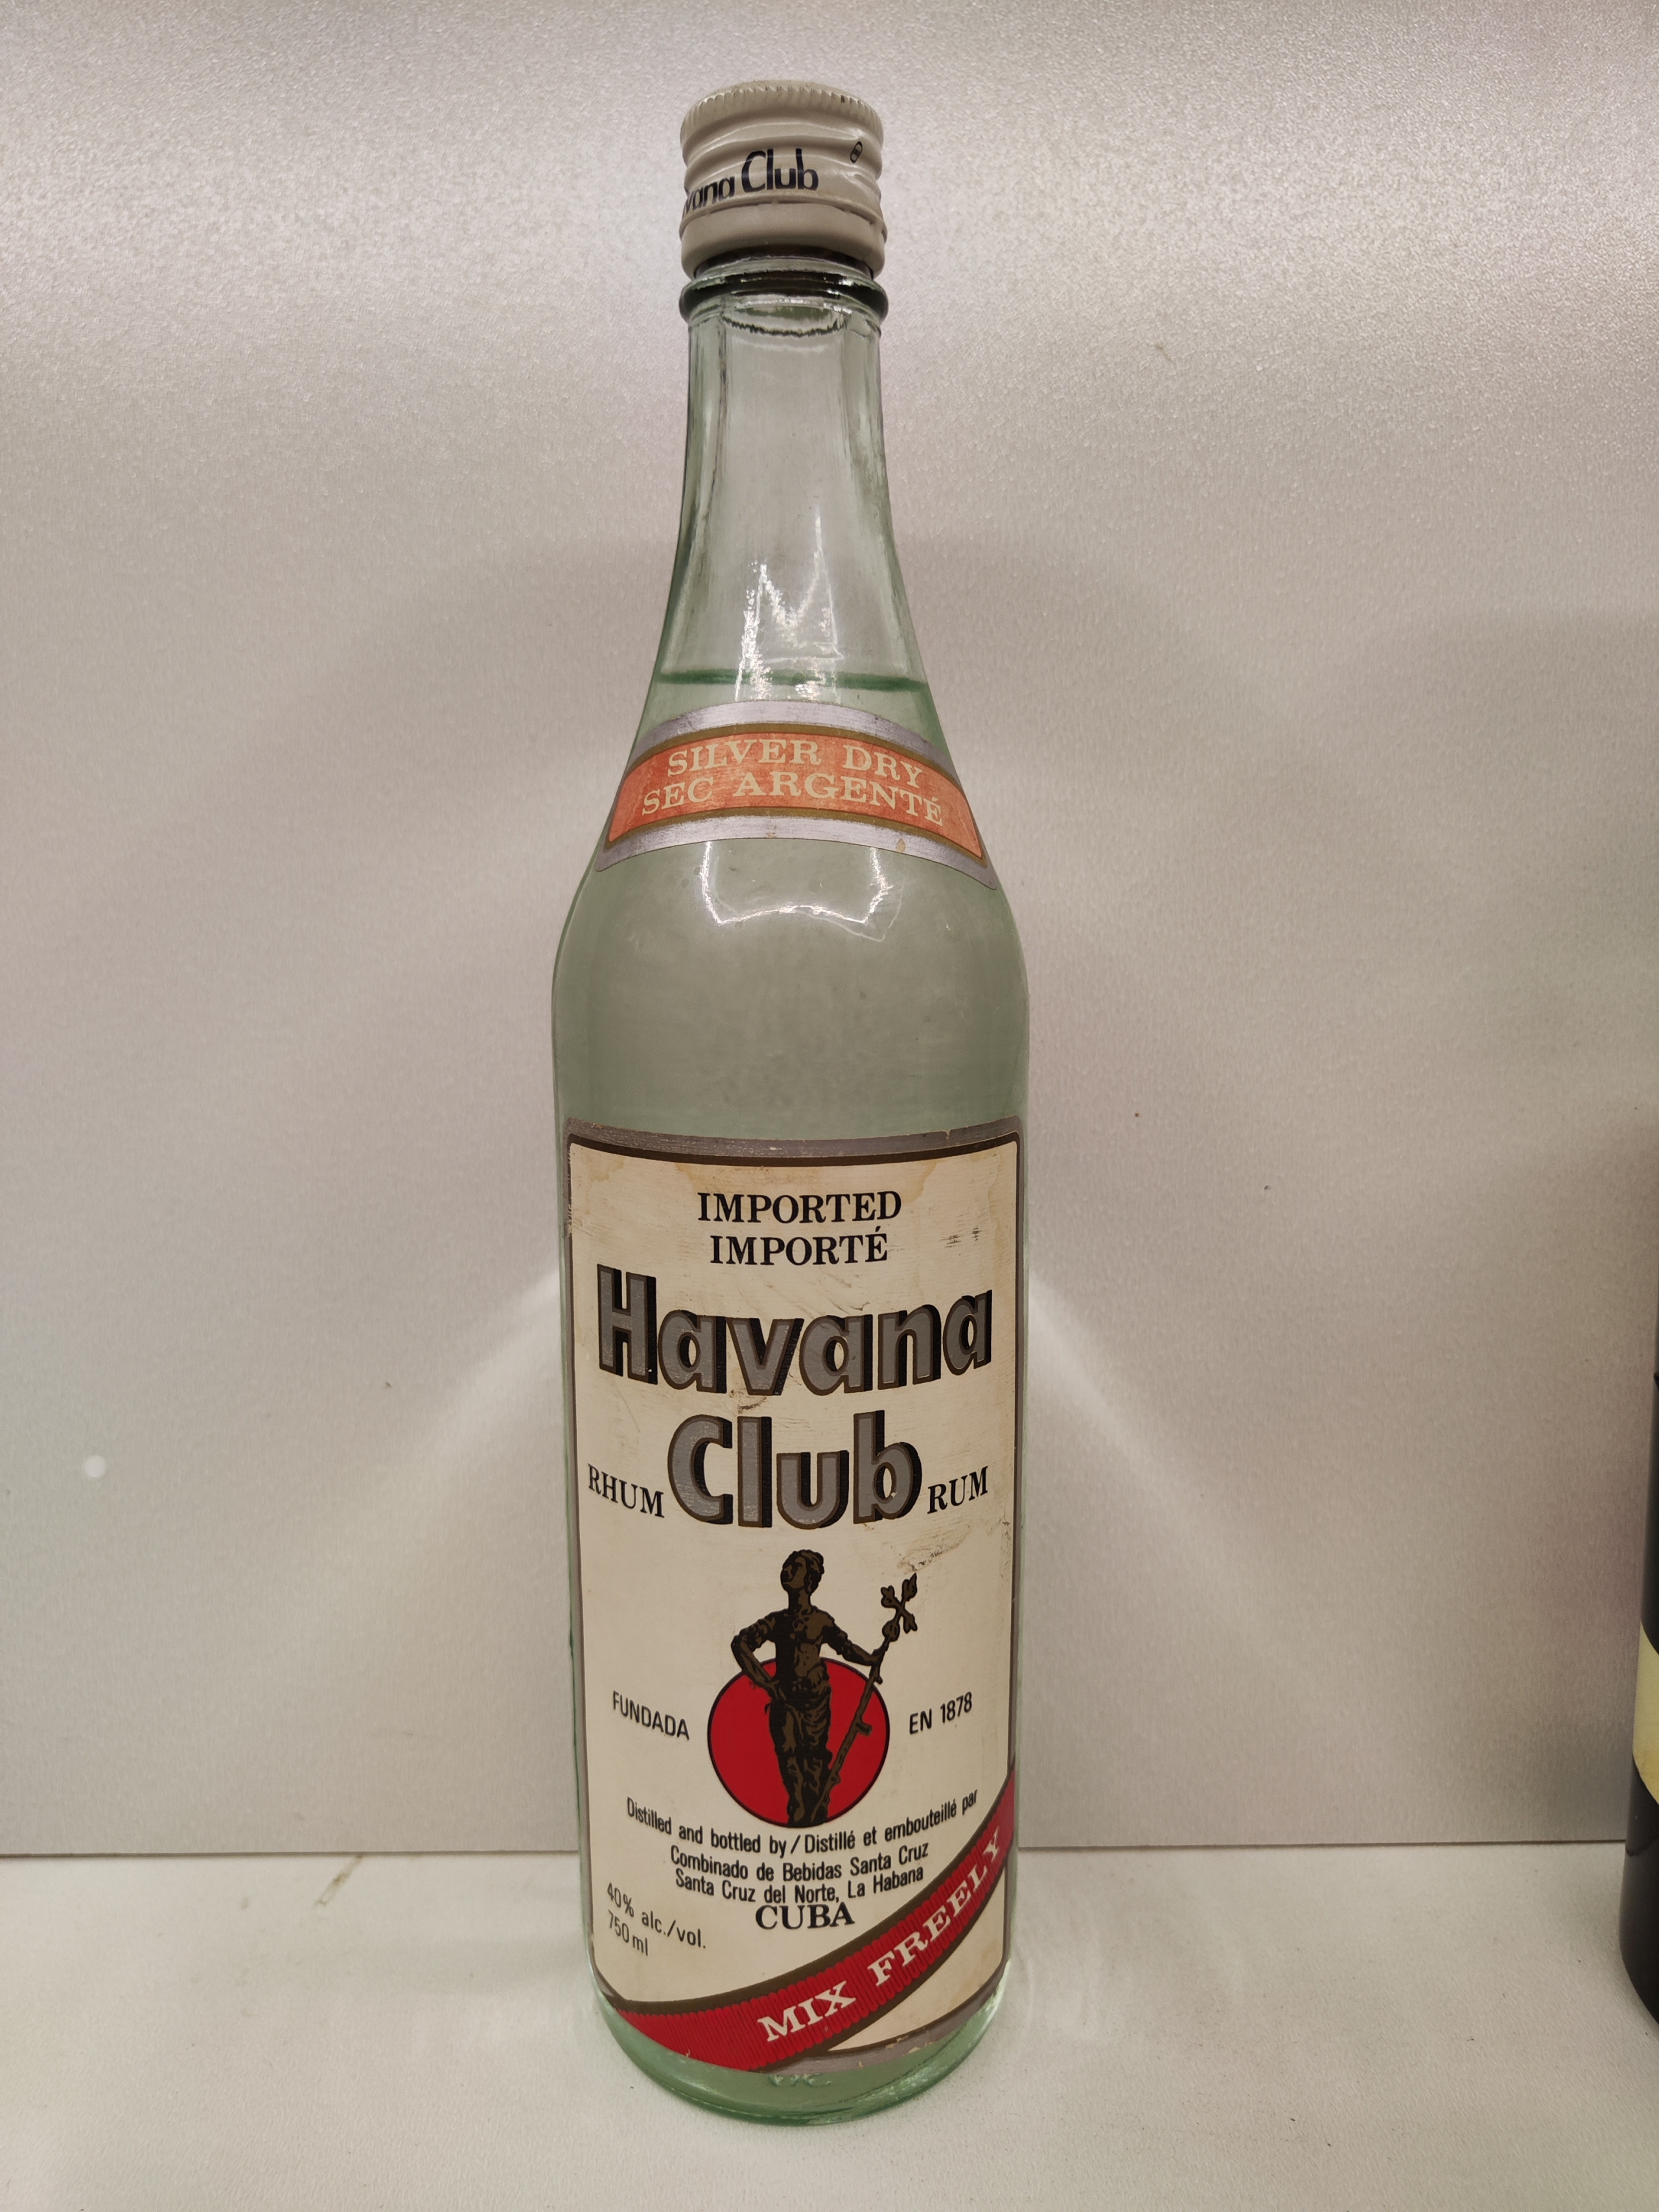 Club
SILVER DRY
SEC ARGENTÉ
IMPORTED
IMPORTÉ
Havana
RHUM Club RUM
FUNDADA EN 1878
Distilled and bottled by / Distillé et embouteillé par
Combinado de Bebidas Santa Cruz
Santa Cruz del Norte, La Habana
CUBA
40% alc./vol.
750 ml
MIX FREELY